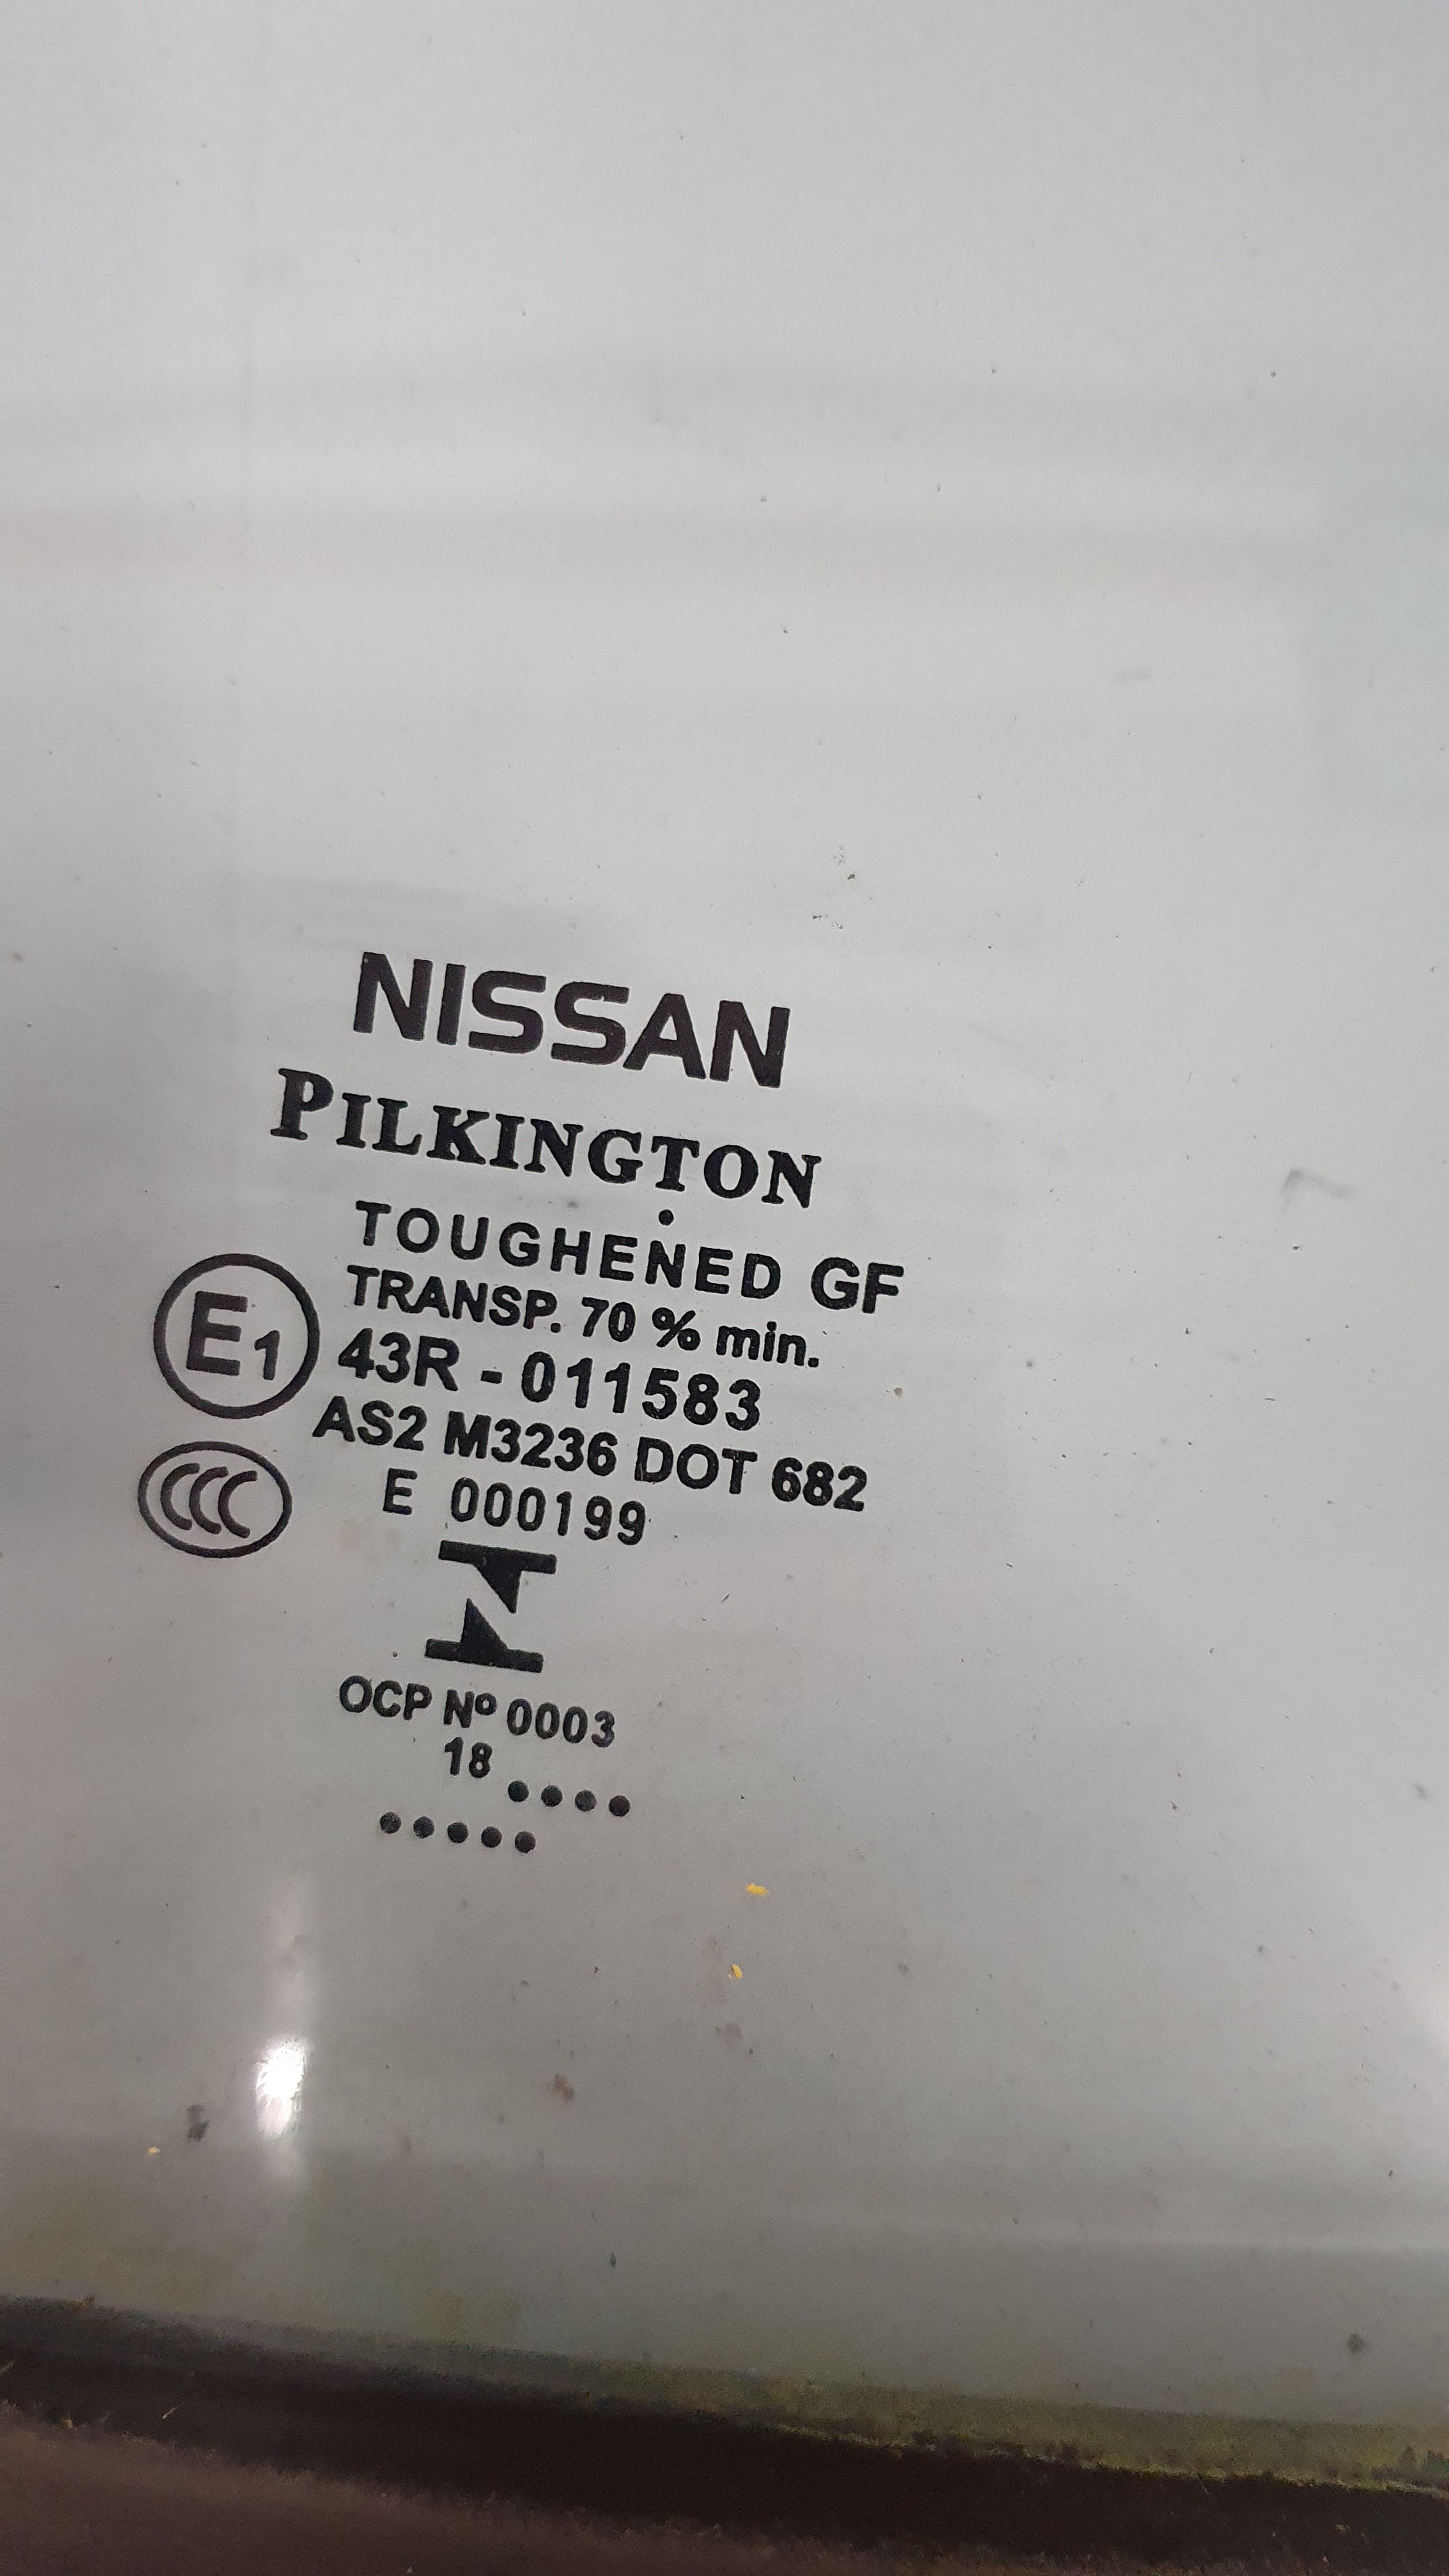 NISSAN
PILKINGTON
TOUGHENED GF
TRANSP. 70 % min.
E1 43R - 011583
AS2 M3236 DOT 682
CCC E 000199
OCP Nº 0003
18